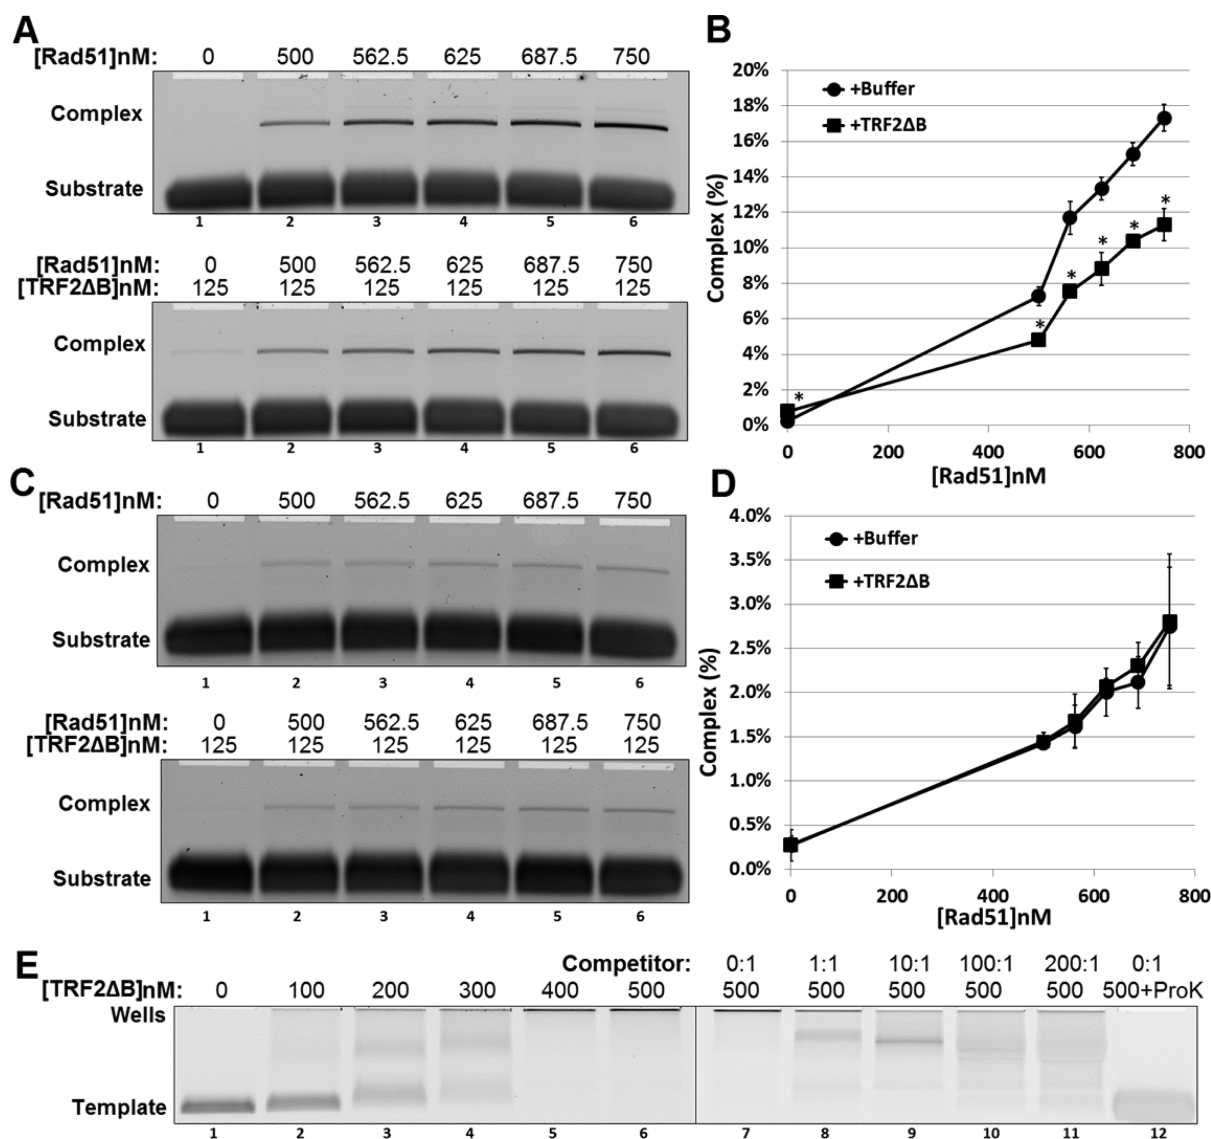 A
[Rad51]nM: 0 500 562.5 625 687.5 750
Complex
Substrate
1 2 3 4 5 6
[Rad51]nM: 0 500 562.5 625 687.5 750
[TRF2ΔB]nM: 125 125 125 125 125 125
Complex
Substrate
1 2 3 4 5 6
B
20%
18%
16%
14%
12%
10%
8%
6%
4%
2%
0%
Complex (%)
+Buffer
+TRF2ΔB
* * * * * *
0 200 400 600 800
[Rad51]nM
C
[Rad51]nM: 0 500 562.5 625 687.5 750
Complex
Substrate
1 2 3 4 5 6
[Rad51]nM: 0 500 562.5 625 687.5 750
[TRF2ΔB]nM: 125 125 125 125 125 125
Complex
Substrate
1 2 3 4 5 6
D
4.0%
3.5%
3.0%
2.5%
2.0%
1.5%
1.0%
0.5%
0.0%
Complex (%)
+Buffer
+TRF2ΔB
0 200 400 600 800
[Rad51]nM
E
Competitor: 0:1 1:1 10:1 100:1 200:1 0:1
[TRF2ΔB]nM: 0 100 200 300 400 500 500 500 500 500 500 500+ProK
Wells
Template
1 2 3 4 5 6 7 8 9 10 11 12